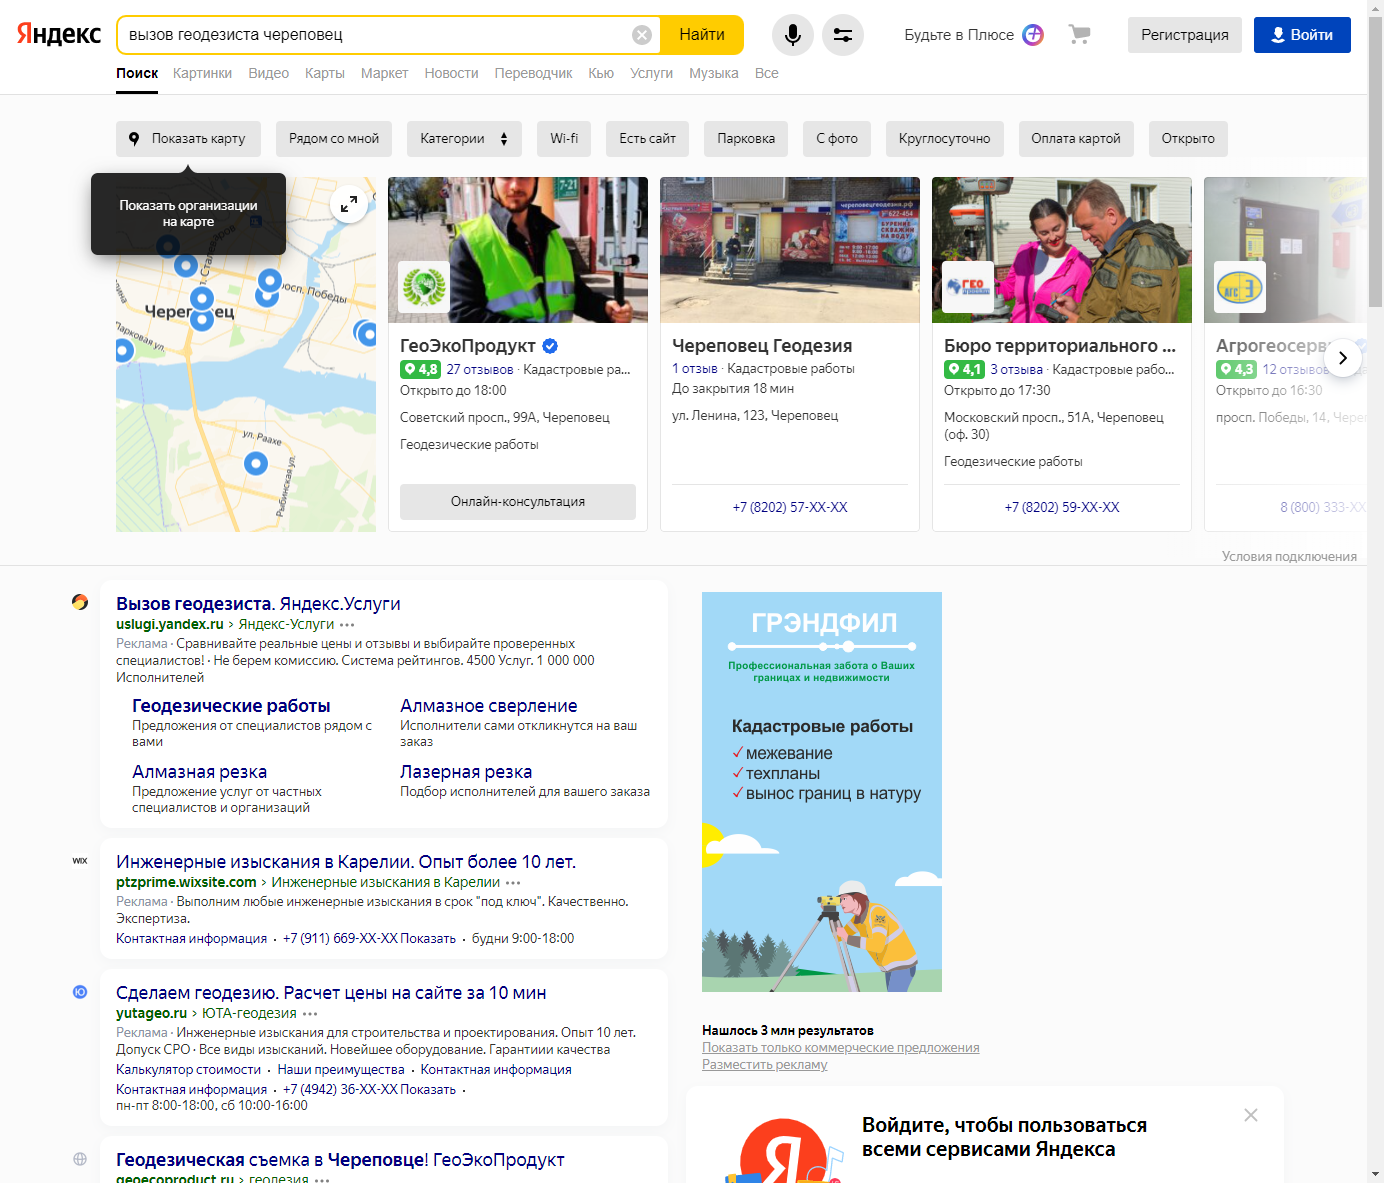 Яндекс
вызов геодезиста череповец
Найти
Будьте в Плюсе
Регистрация
Войти
Поиск Картинки Видео Карты Маркет Новости Переводчик Кью Услуги Музыка Все
Показать карту
Рядом со мной
Категории
Wi-fi
Есть сайт
Парковка
С фото
Круглосуточно
Оплата картой
Открыто
Показать организации
на карте
просп. Победы
Череповец
Парковая ул.
ул. Раахе
Рыбинская ул.
7-21
ГеоЭкоПродукт
4,8 27 отзывов · Кадастровые ра...
Открыто до 18:00
Советский просп., 99А, Череповец
Геодезические работы
Онлайн-консультация
череповецгеодезия.рф
622-454
БУРЕНИЕ
СКВАЖИН
НА ВОДУ
Череповец Геодезия
1 отзыв · Кадастровые работы
До закрытия 18 мин
ул. Ленина, 123, Череповец
+7 (8202) 57-XX-XX
ГЕО
Бюро территориального ...
4,1 3 отзыва · Кадастровые рабо...
Открыто до 17:30
Московский просп., 51А, Череповец
(оф. 30)
Геодезические работы
+7 (8202) 59-XX-XX
АГС
Агрогеосерв
4,3 12 отзывов
Открыто до 16:30
просп. Победы, 14, Череп
8 (800) 333-XX
Условия подключения
Вызов геодезиста. Яндекс.Услуги
uslugi.yandex.ru › Яндекс-Услуги
Реклама · Сравнивайте реальные цены и отзывы и выбирайте проверенных
специалистов! · Не берем комиссию. Система рейтингов. 4500 Услуг. 1 000 000
Исполнителей
Геодезические работы
Предложения от специалистов рядом с
вами
Алмазное сверление
Исполнители сами откликнутся на ваш
заказ
Алмазная резка
Предложение услуг от частных
специалистов и организаций
Лазерная резка
Подбор исполнителей для вашего заказа
WIX
Инженерные изыскания в Карелии. Опыт более 10 лет.
ptzprime.wixsite.com › Инженерные изыскания в Карелии
Реклама · Выполним любые инженерные изыскания в срок "под ключ". Качественно.
Экспертиза.
Контактная информация · +7 (911) 669-XX-XX Показать · будни 9:00-18:00
Ю
Сделаем геодезию. Расчет цены на сайте за 10 мин
yutageo.ru › ЮТА-геодезия
Реклама · Инженерные изыскания для строительства и проектирования. Опыт 10 лет.
Допуск СРО · Все виды изысканий. Новейшее оборудование. Гарантиии качества
Калькулятор стоимости · Наши преимущества · Контактная информация
Контактная информация · +7 (4942) 36-XX-XX Показать ·
пн-пт 8:00-18:00, сб 10:00-16:00
Геодезическая съемка в Череповце! ГеоЭкоПродукт
geoecoproduct.ru › геодезия
ГРЭНДФИЛ
Профессиональная забота о Ваших
границах и недвижимости
Кадастровые работы
межевание
техпланы
вынос границ в натуру
Нашлось 3 млн результатов
Показать только коммерческие предложения
Разместить рекламу
Войдите, чтобы пользоваться
всеми сервисами Яндекса
Я